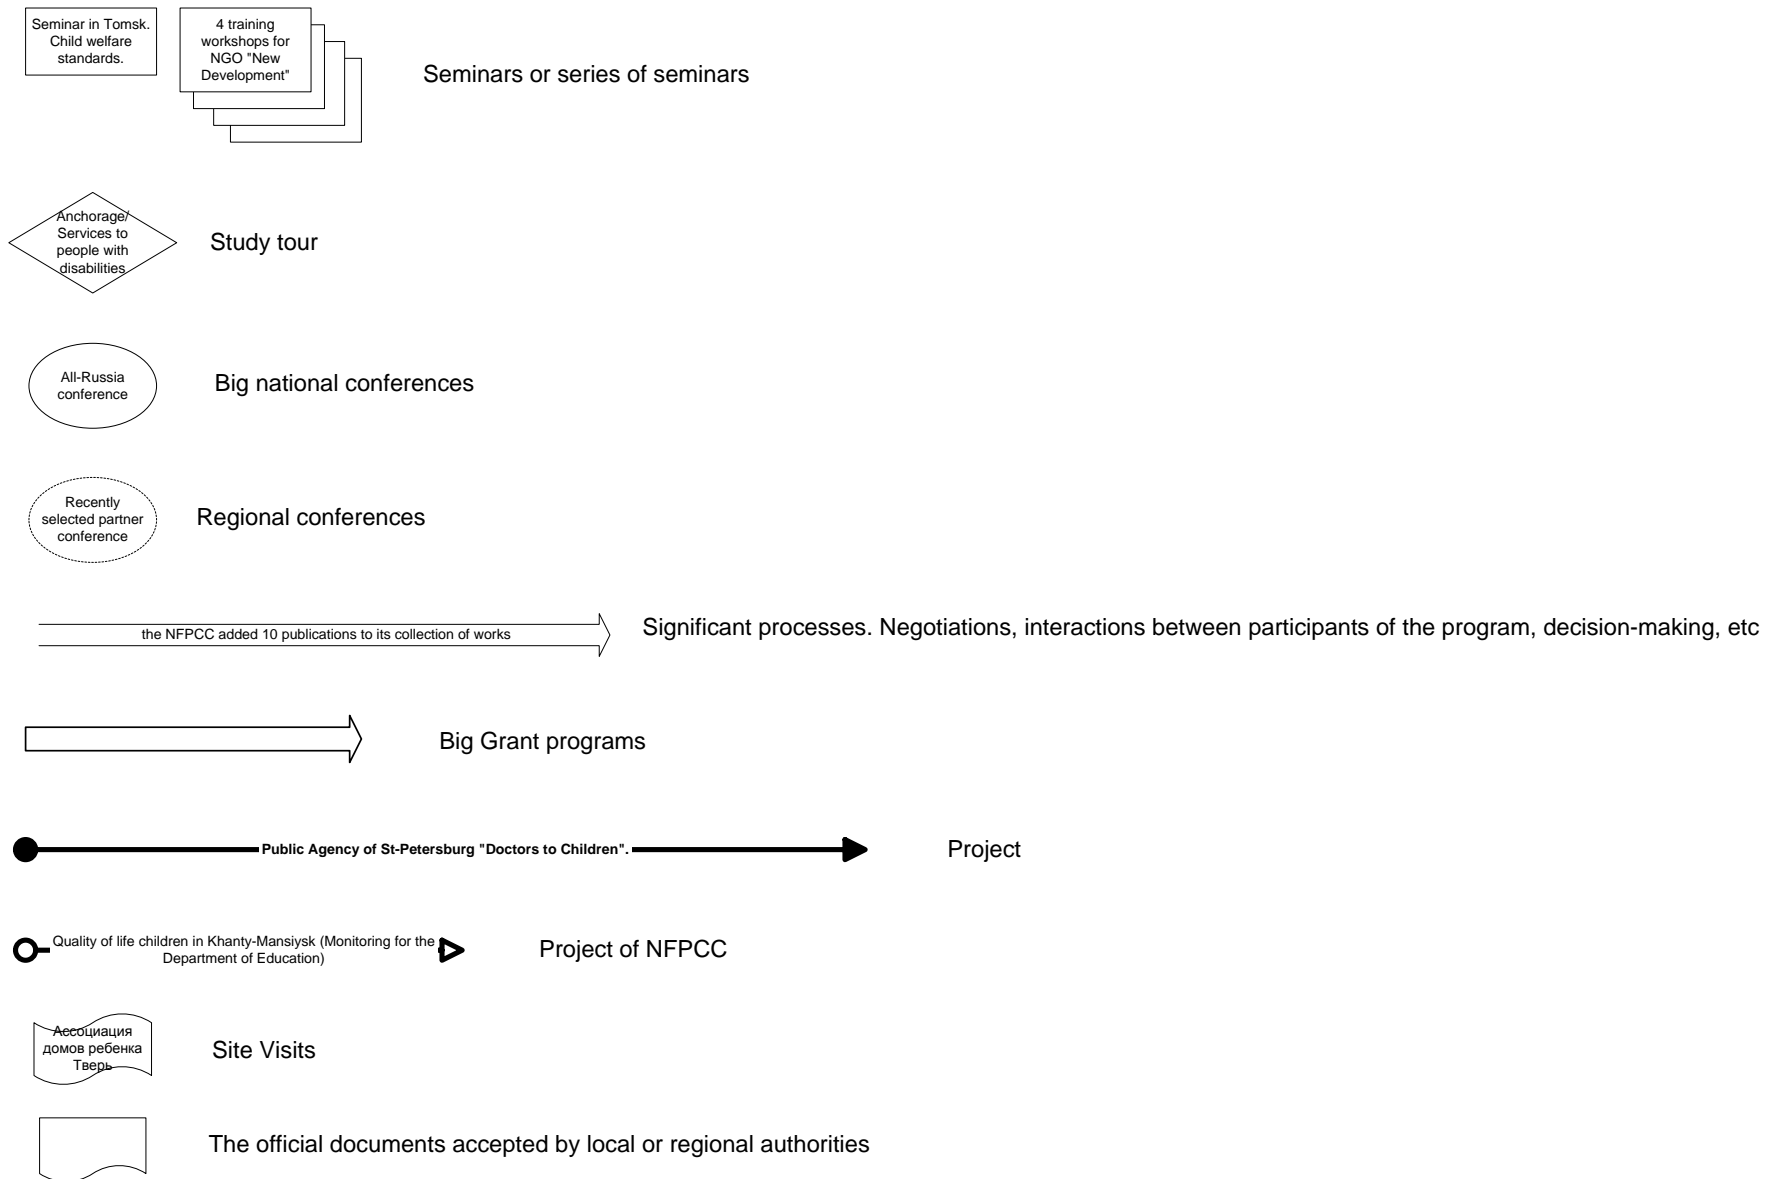 Seminar in Tomsk.
Child welfare
standards.
4 training
workshops for
NGO "New
Development"
Seminars or series of seminars
Anchorage/
Services to
people with
disabilities
Study tour
All-Russia
conference
Big national conferences
Recently
selected partner
conference
Regional conferences
the NFPCC added 10 publications to its collection of works
Significant processes. Negotiations, interactions between participants of the program, decision-making, etc
Big Grant programs
Public Agency of St-Petersburg "Doctors to Children".
Project
Quality of life children in Khanty-Mansiysk (Monitoring for the
Department of Education)
Project of NFPCC
Ассоциация
домов ребенка
Тверь
Site Visits
The official documents accepted by local or regional authorities